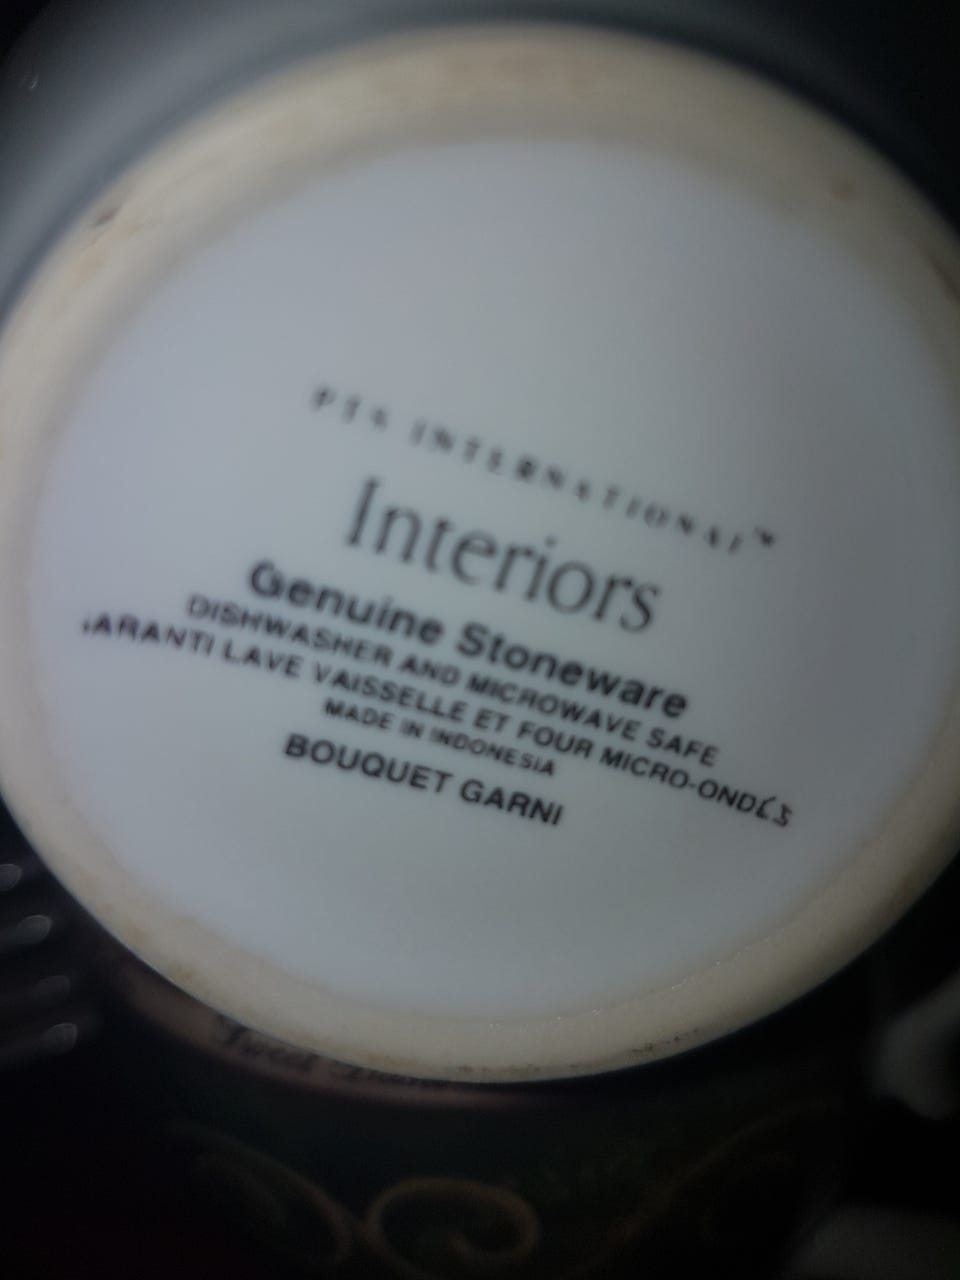 PTS INTERNATIONAL™
Interiors
Genuine Stoneware
DISHWASHER AND MICROWAVE SAFE
ARANTI LAVE VAISSELLE ET FOUR MICRO-ONDES
MADE IN INDONESIA
BOUQUET GARNI